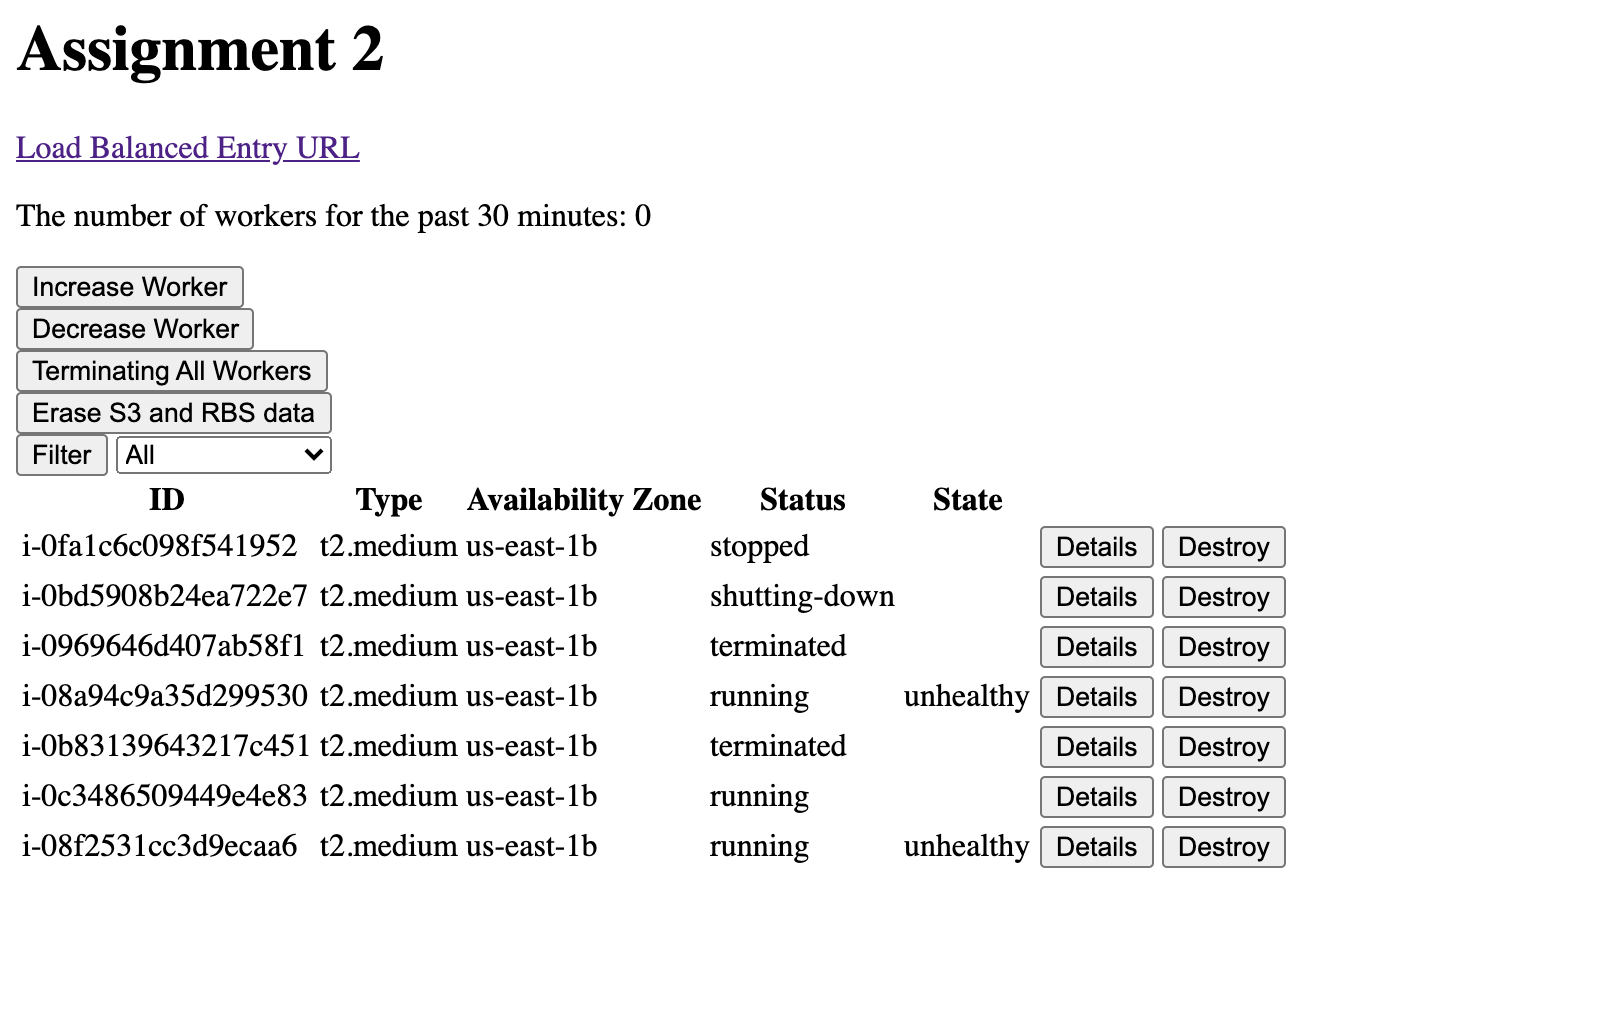 Assignment 2
Load Balanced Entry URL
The number of workers for the past 30 minutes: 0
Increase Worker
Decrease Worker
Terminating All Workers
Erase S3 and RBS data
Filter All
ID Type Availability Zone Status State
i-0fa1c6c098f541952 t2.medium us-east-1b stopped Details Destroy
i-0bd5908b24ea722e7 t2.medium us-east-1b shutting-down Details Destroy
i-0969646d407ab58f1 t2.medium us-east-1b terminated Details Destroy
i-08a94c9a35d299530 t2.medium us-east-1b running unhealthy Details Destroy
i-0b83139643217c451 t2.medium us-east-1b terminated Details Destroy
i-0c3486509449e4e83 t2.medium us-east-1b running Details Destroy
i-08f2531cc3d9ecaa6 t2.medium us-east-1b running unhealthy Details Destroy